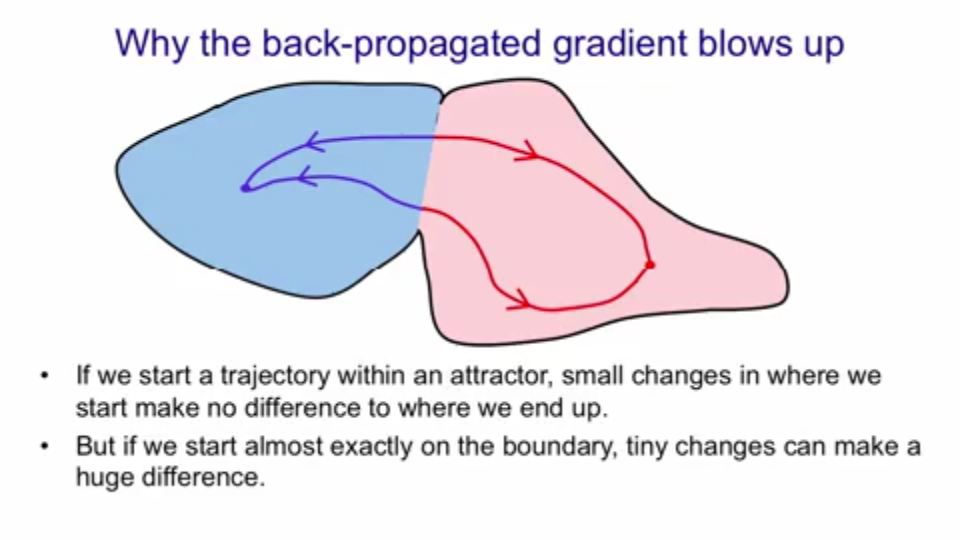 Why the back-propagated gradient blows up
• If we start a trajectory within an attractor, small changes in where we
start make no difference to where we end up.
• But if we start almost exactly on the boundary, tiny changes can make a
huge difference.